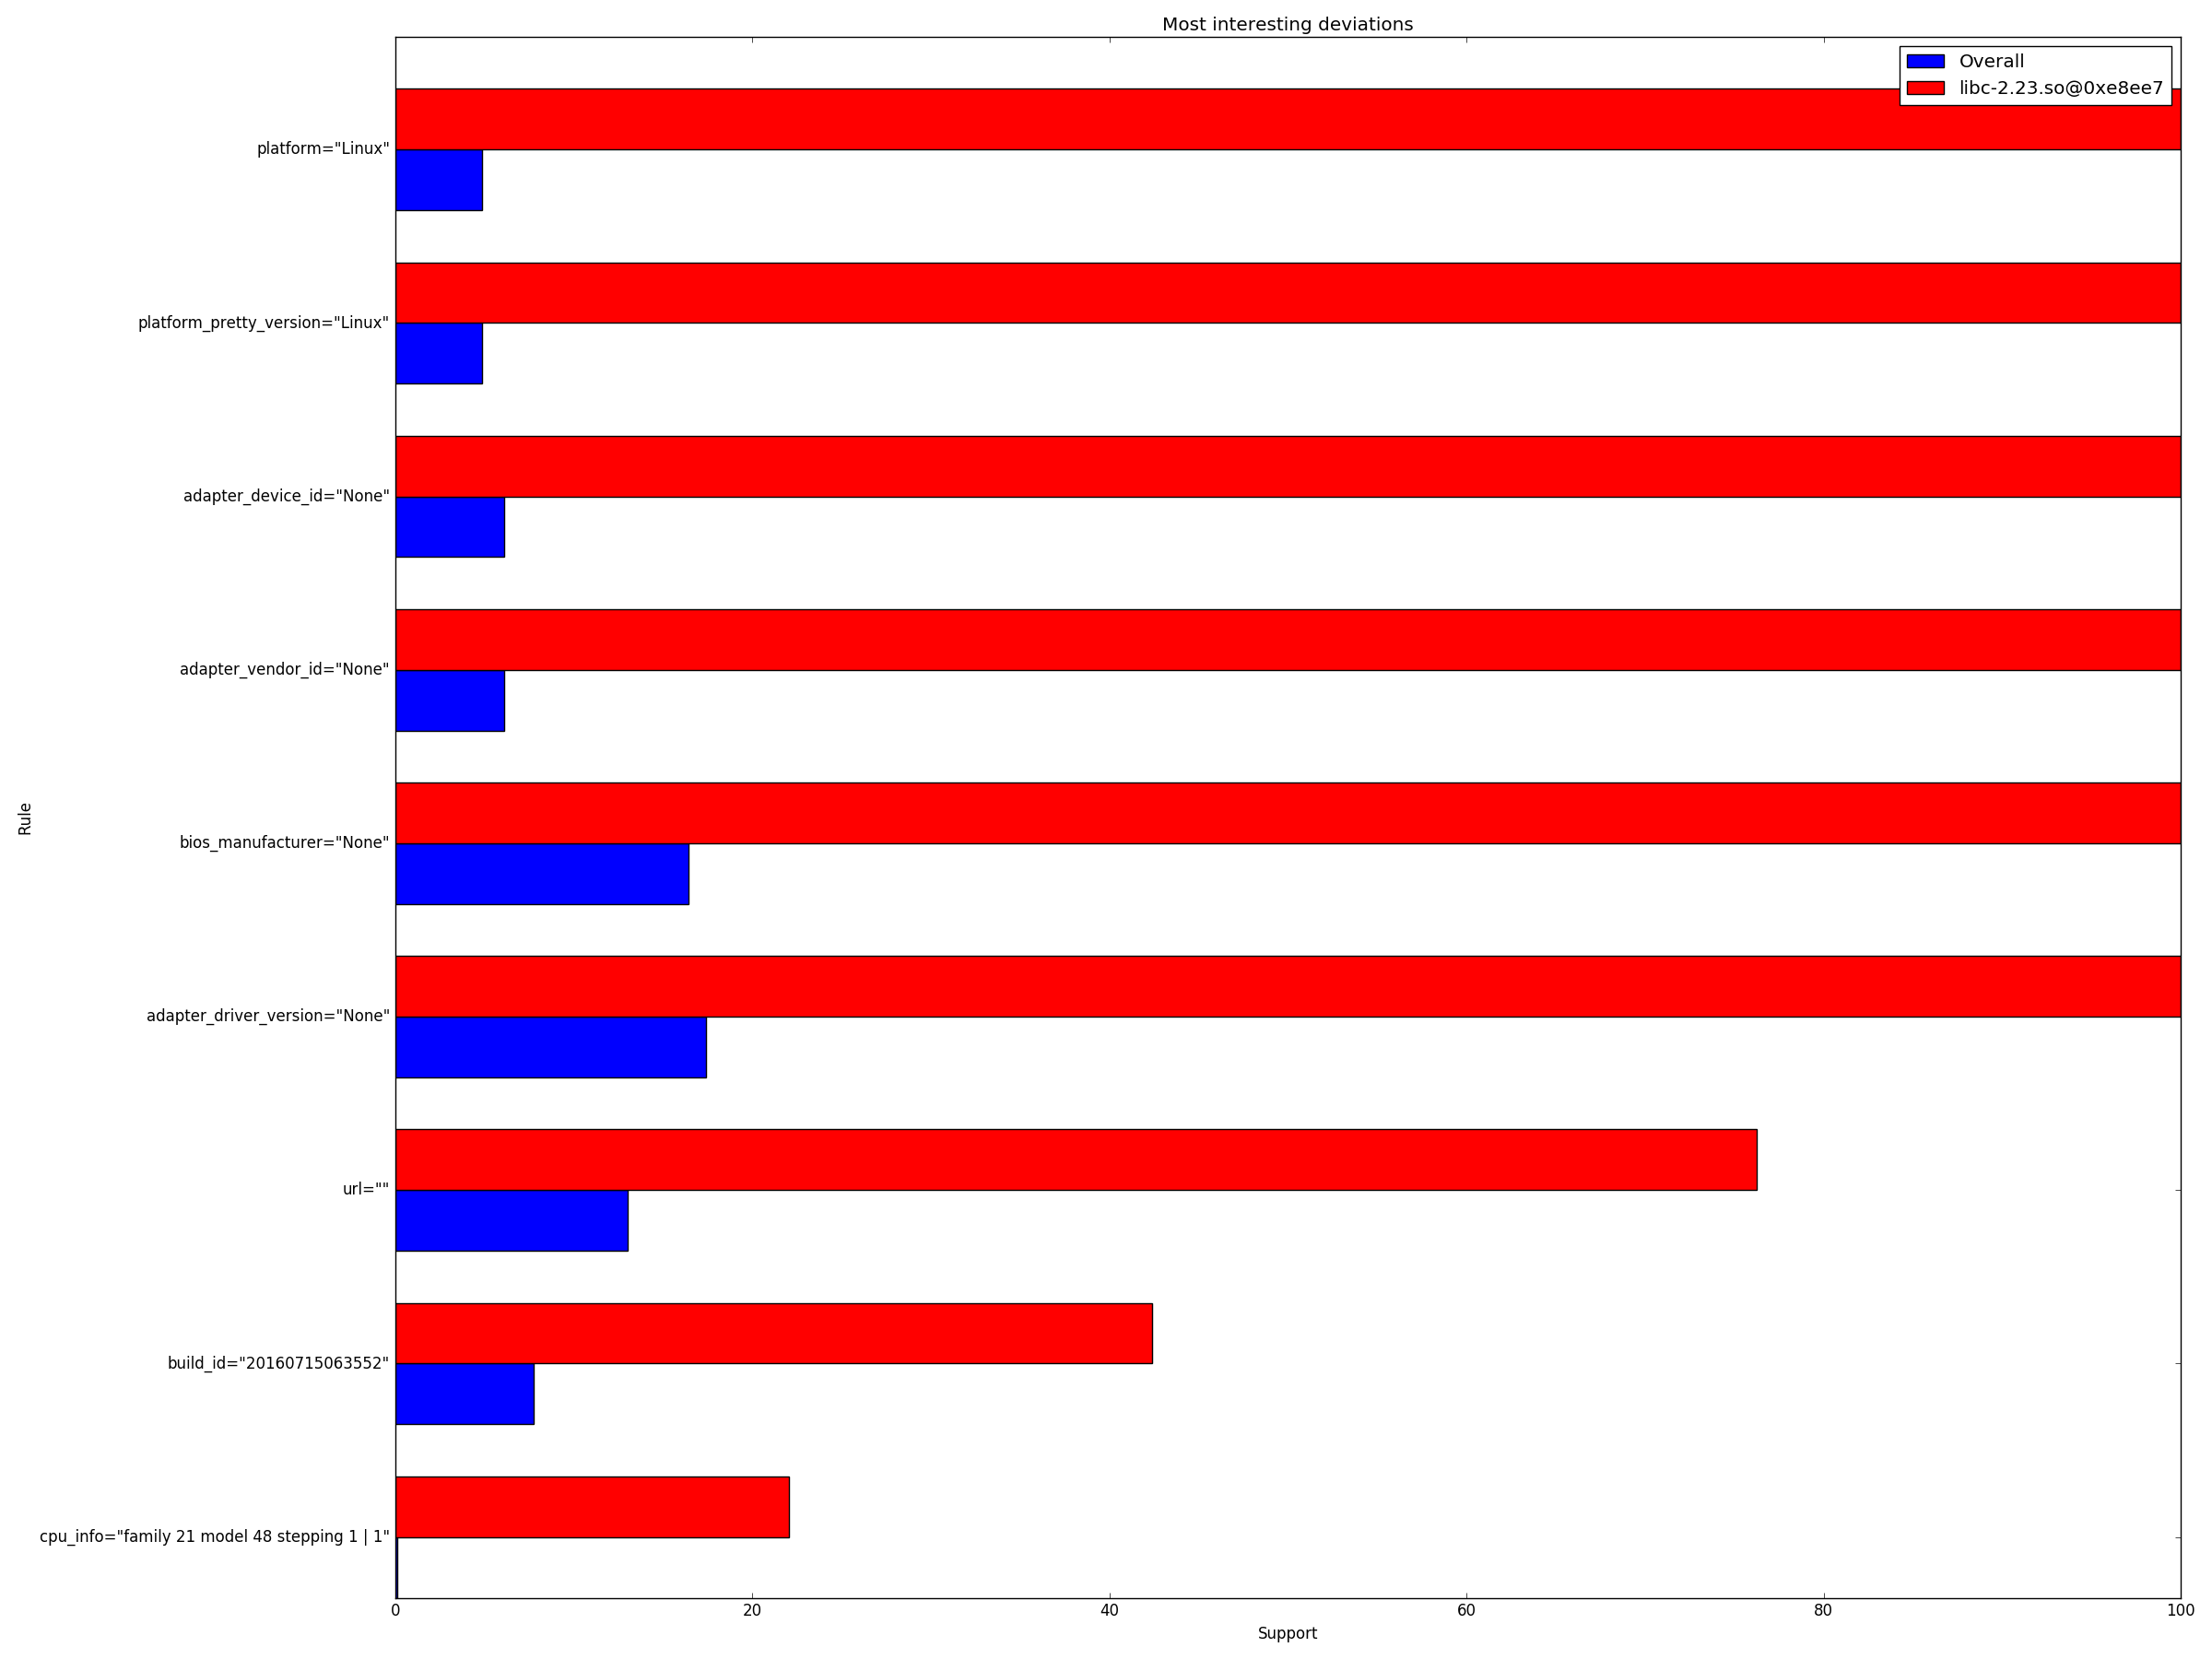 Most interesting deviations
Overall
libc-2.23.so@0xe8ee7
platform="Linux"
platform_pretty_version="Linux"
adapter_device_id="None"
adapter_vendor_id="None"
Rule
bios_manufacturer="None"
adapter_driver_version="None"
url=""
build_id="20160715063552"
cpu_info="family 21 model 48 stepping 1 | 1"
0 20 40 60 80 100
Support